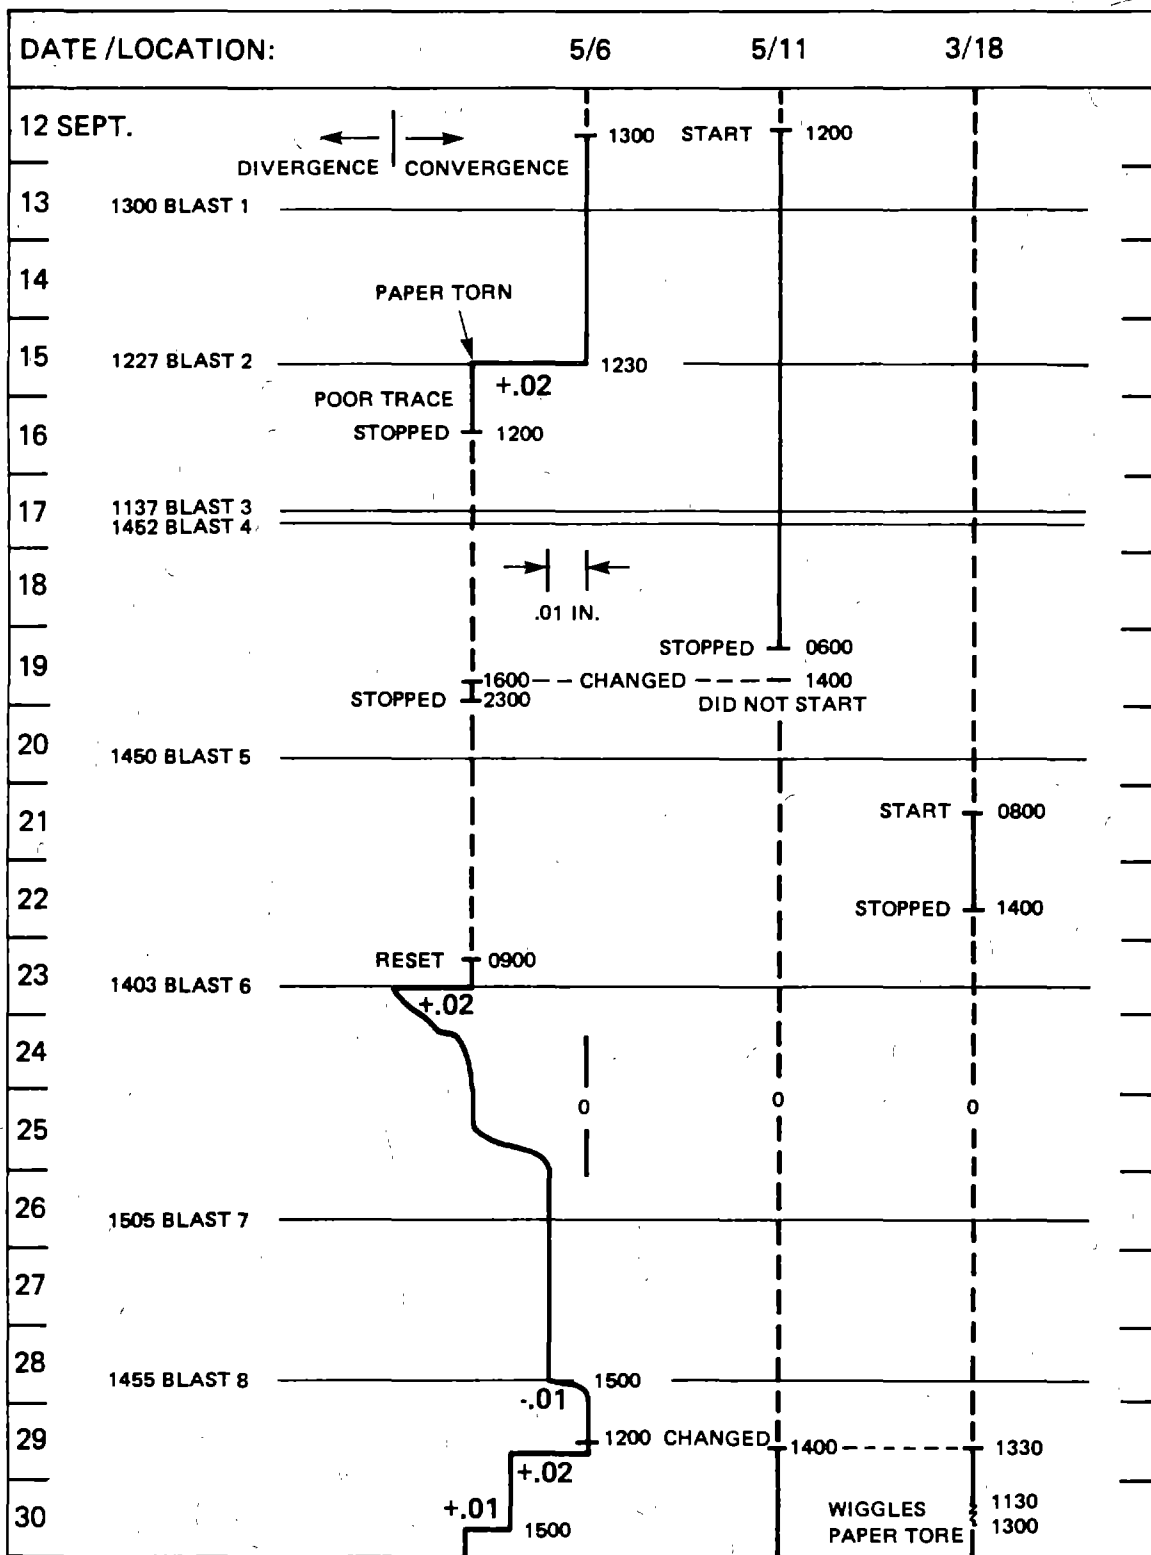 DATE/LOCATION: 5/6 5/11 3/18
12 SEPT.
1300 START 1200
DIVERGENCE CONVERGENCE
13 1300 BLAST 1
14
PAPER TORN
15 1227 BLAST 2 1230
+.02
POOR TRACE
16 STOPPED 1200
17 1137 BLAST 3
1452 BLAST 4
18
.01 IN.
STOPPED 0600
19 1600 CHANGED 1400
STOPPED 2300 DID NOT START
20 1450 BLAST 5
21 START 0800
22 STOPPED 1400
RESET 0900
23 1403 BLAST 6
+.02
24
0 0 0
25
26 1505 BLAST 7
27
28 1455 BLAST 8 1500
-.01
29 1200 CHANGED 1400 1330
+.02
+.01 WIGGLES 1130
30 1500 PAPER TORE 1300